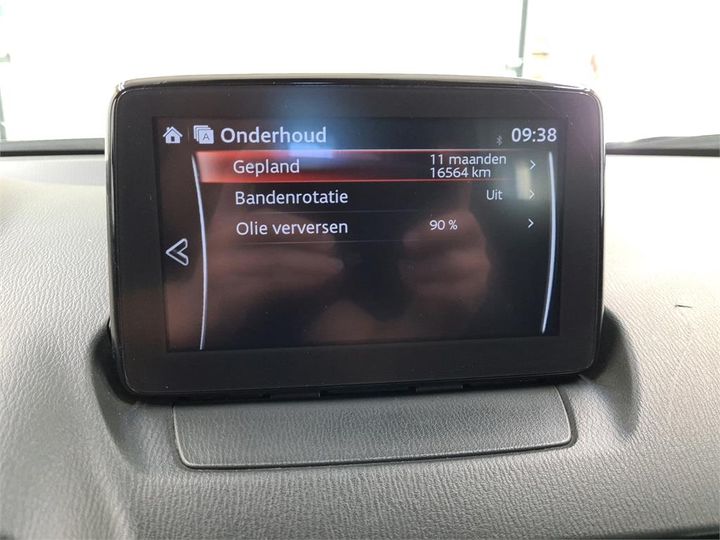 A Onderhoud 09:38
Gepland 11 maanden
16564 km
Bandenrotatie Uit
Olie verversen 90 %